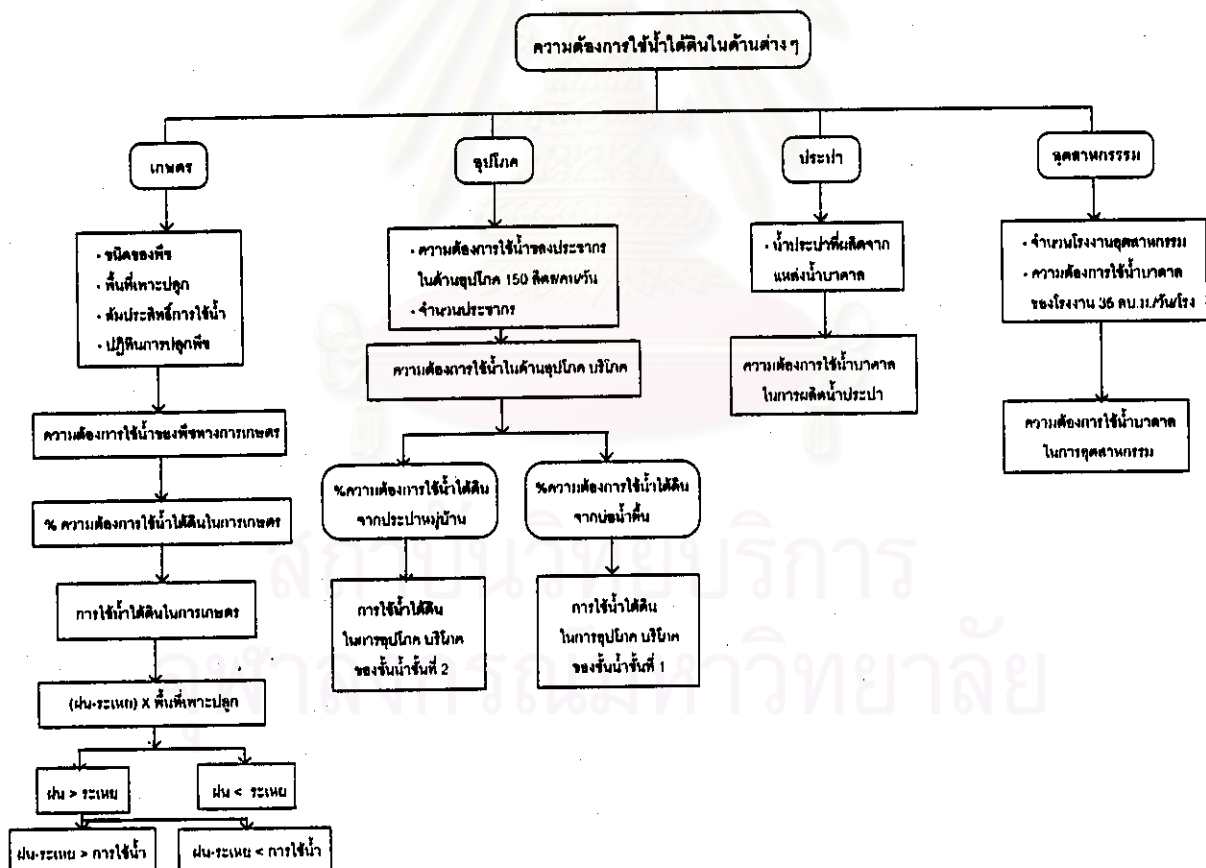 ความต้องการใช้น้ำใต้ดินในด้านต่าง ๆ
เกษตร
อุปโภค
ประปา
อุตสาหกรรม
• ชนิดของพืช
• พื้นที่เพาะปลูก
• สัมประสิทธิ์การใช้น้ำ
• ปฏิทินการปลูกพืช
• ความต้องการใช้น้ำของประชากร
ในด้านอุปโภค 150 ลิตร/คน/วัน
• จำนวนประชากร
• น้ำประปาที่ผลิตจาก
แหล่งน้ำบาดาล
• จำนวนโรงงานอุตสาหกรรม
• ความต้องการใช้น้ำบาดาล
ของโรงงาน 36 ลบ.ม./วัน/โรง
ความต้องการใช้น้ำในด้านอุปโภค บริโภค
ความต้องการใช้น้ำบาดาล
ในการผลิตน้ำประปา
ความต้องการใช้น้ำบาดาล
ในการอุตสาหกรรม
ความต้องการใช้น้ำของพืชทางการเกษตร
% ความต้องการใช้น้ำใต้ดินในการเกษตร
%ความต้องการใช้น้ำใต้ดิน
จากประปาหมู่บ้าน
%ความต้องการใช้น้ำใต้ดิน
จากบ่อน้ำตื้น
การใช้น้ำใต้ดินในการเกษตร
การใช้น้ำใต้ดิน
ในการอุปโภค บริโภค
ของชั้นน้ำชั้นที่ 2
การใช้น้ำใต้ดิน
ในการอุปโภค บริโภค
ของชั้นน้ำชั้นที่ 1
(ฝน-ระเหย) X พื้นที่เพาะปลูก
ฝน > ระเหย
ฝน < ระเหย
ฝน-ระเหย > การใช้น้ำ
ฝน-ระเหย < การใช้น้ำ
สถาบันวิทยบริการ
จุฬาลงกรณ์มหาวิทยาลัย